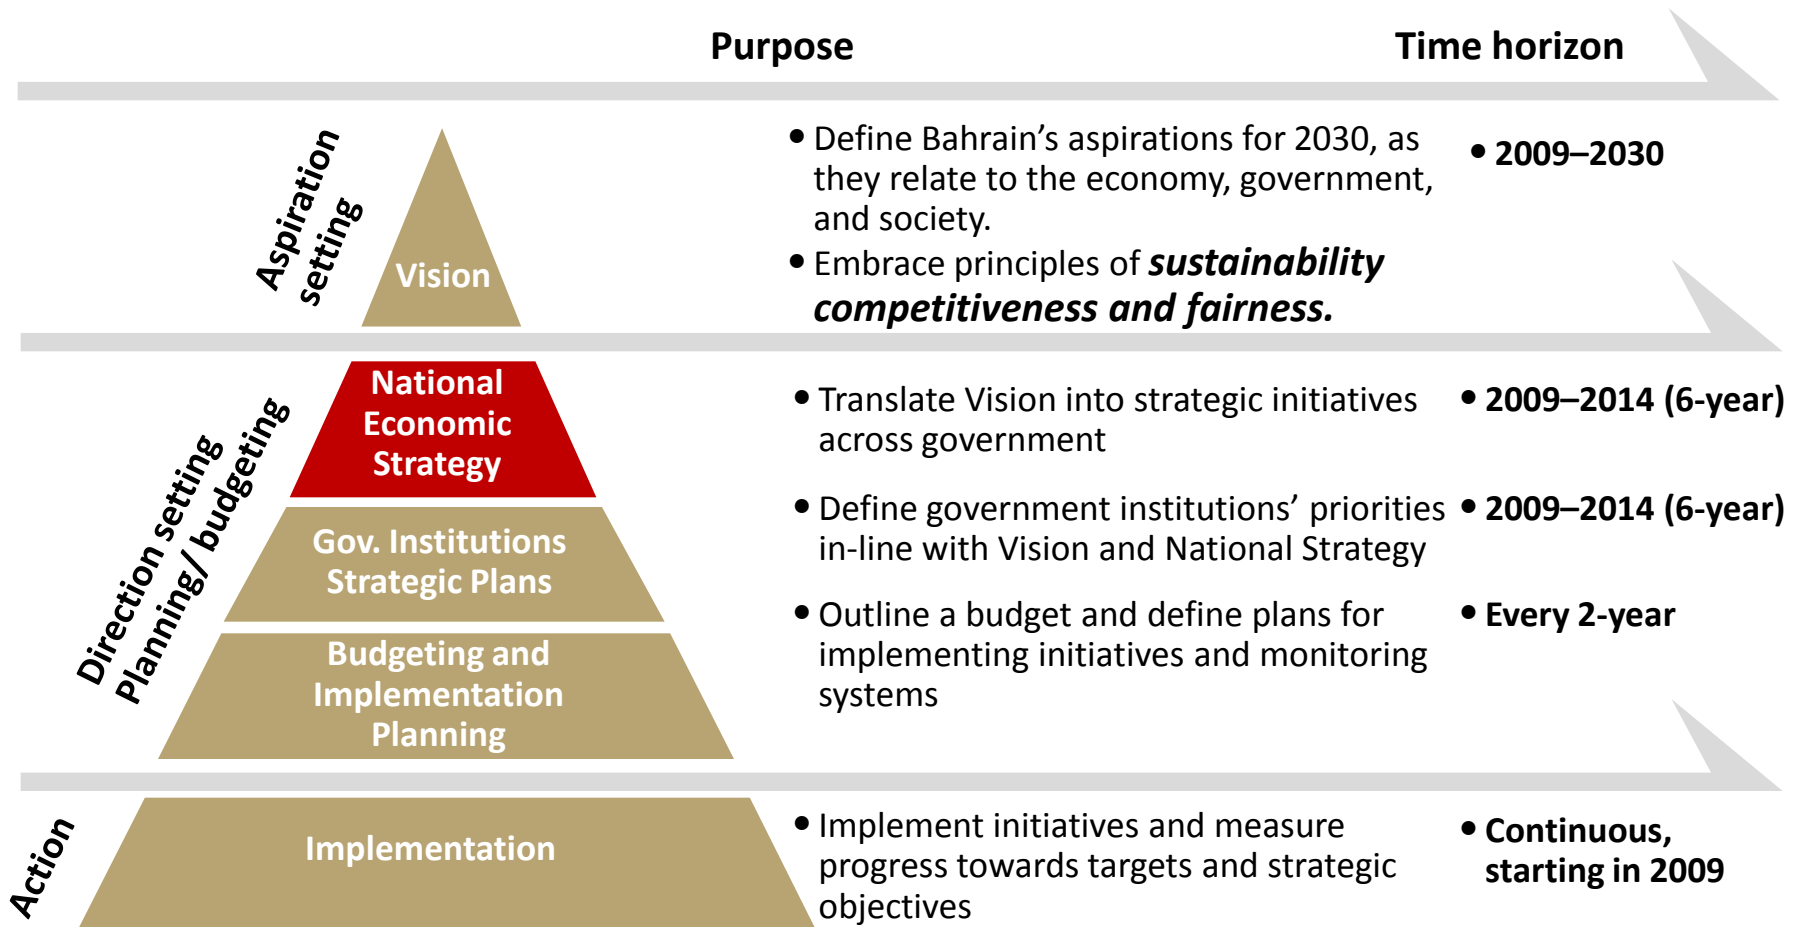 Purpose
Time horizon
Aspiration
setting
Vision
• Define Bahrain’s aspirations for 2030, as
they relate to the economy, government,
and society.
• Embrace principles of sustainability
competitiveness and fairness.
• 2009–2030
Direction setting
Planning/ budgeting
National
Economic
Strategy
• Translate Vision into strategic initiatives
across government
• 2009–2014 (6-year)
Gov. Institutions
Strategic Plans
• Define government institutions’ priorities
in-line with Vision and National Strategy
• 2009–2014 (6-year)
Budgeting and
Implementation
Planning
• Outline a budget and define plans for
implementing initiatives and monitoring
systems
• Every 2-year
Action
Implementation
• Implement initiatives and measure
progress towards targets and strategic
objectives
• Continuous,
starting in 2009